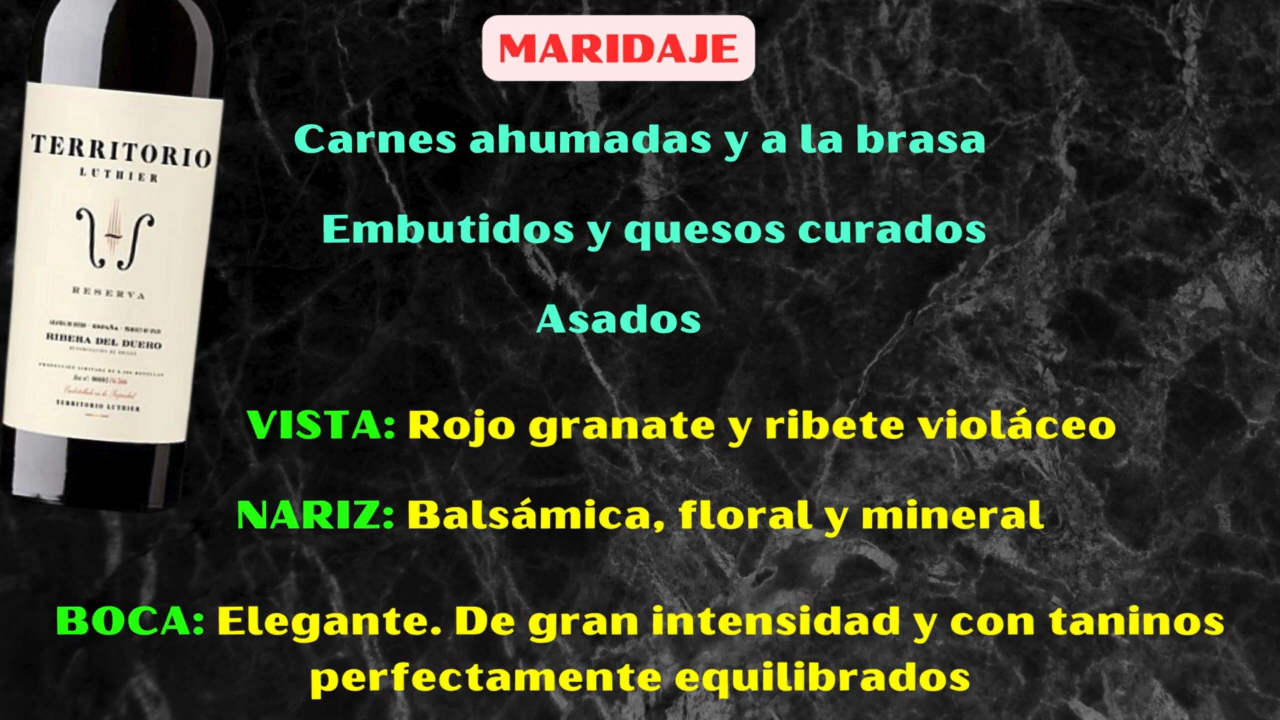 MARIDAJE
Carnes ahumadas y a la brasa
Embutidos y quesos curados
Asados
VISTA: Rojo granate y ribete violáceo
NARIZ: Balsámica, floral y mineral
BOCA: Elegante. De gran intensidad y con taninos
perfectamente equilibrados
TERRITORIO
LUTHIER
RESERVA
RIBERA DEL DUERO
TERRITORIO LUTHIER